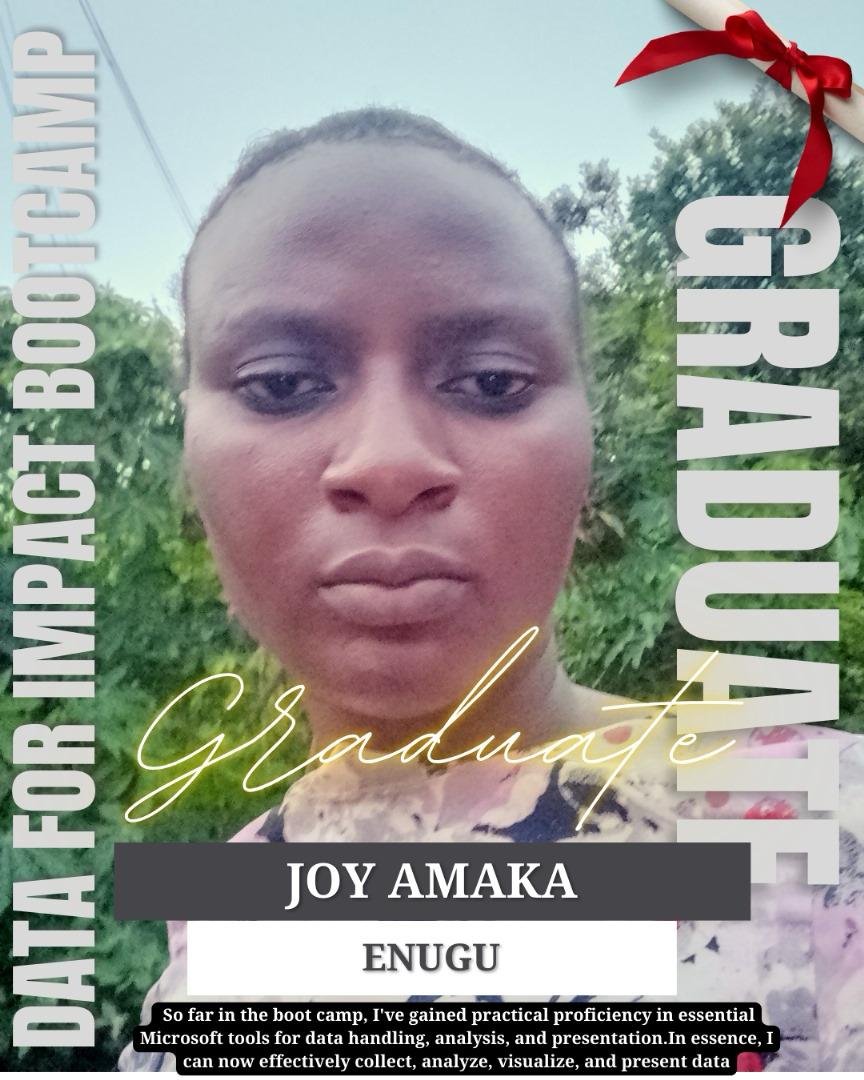 DATA FOR IMPACT BOOTCAMP
GRADUATE
Graduate
JOY AMAKA
ENUGU
So far in the boot camp, I've gained practical proficiency in essential
Microsoft tools for data handling, analysis, and presentation.In essence, I
can now effectively collect, analyze, visualize, and present data